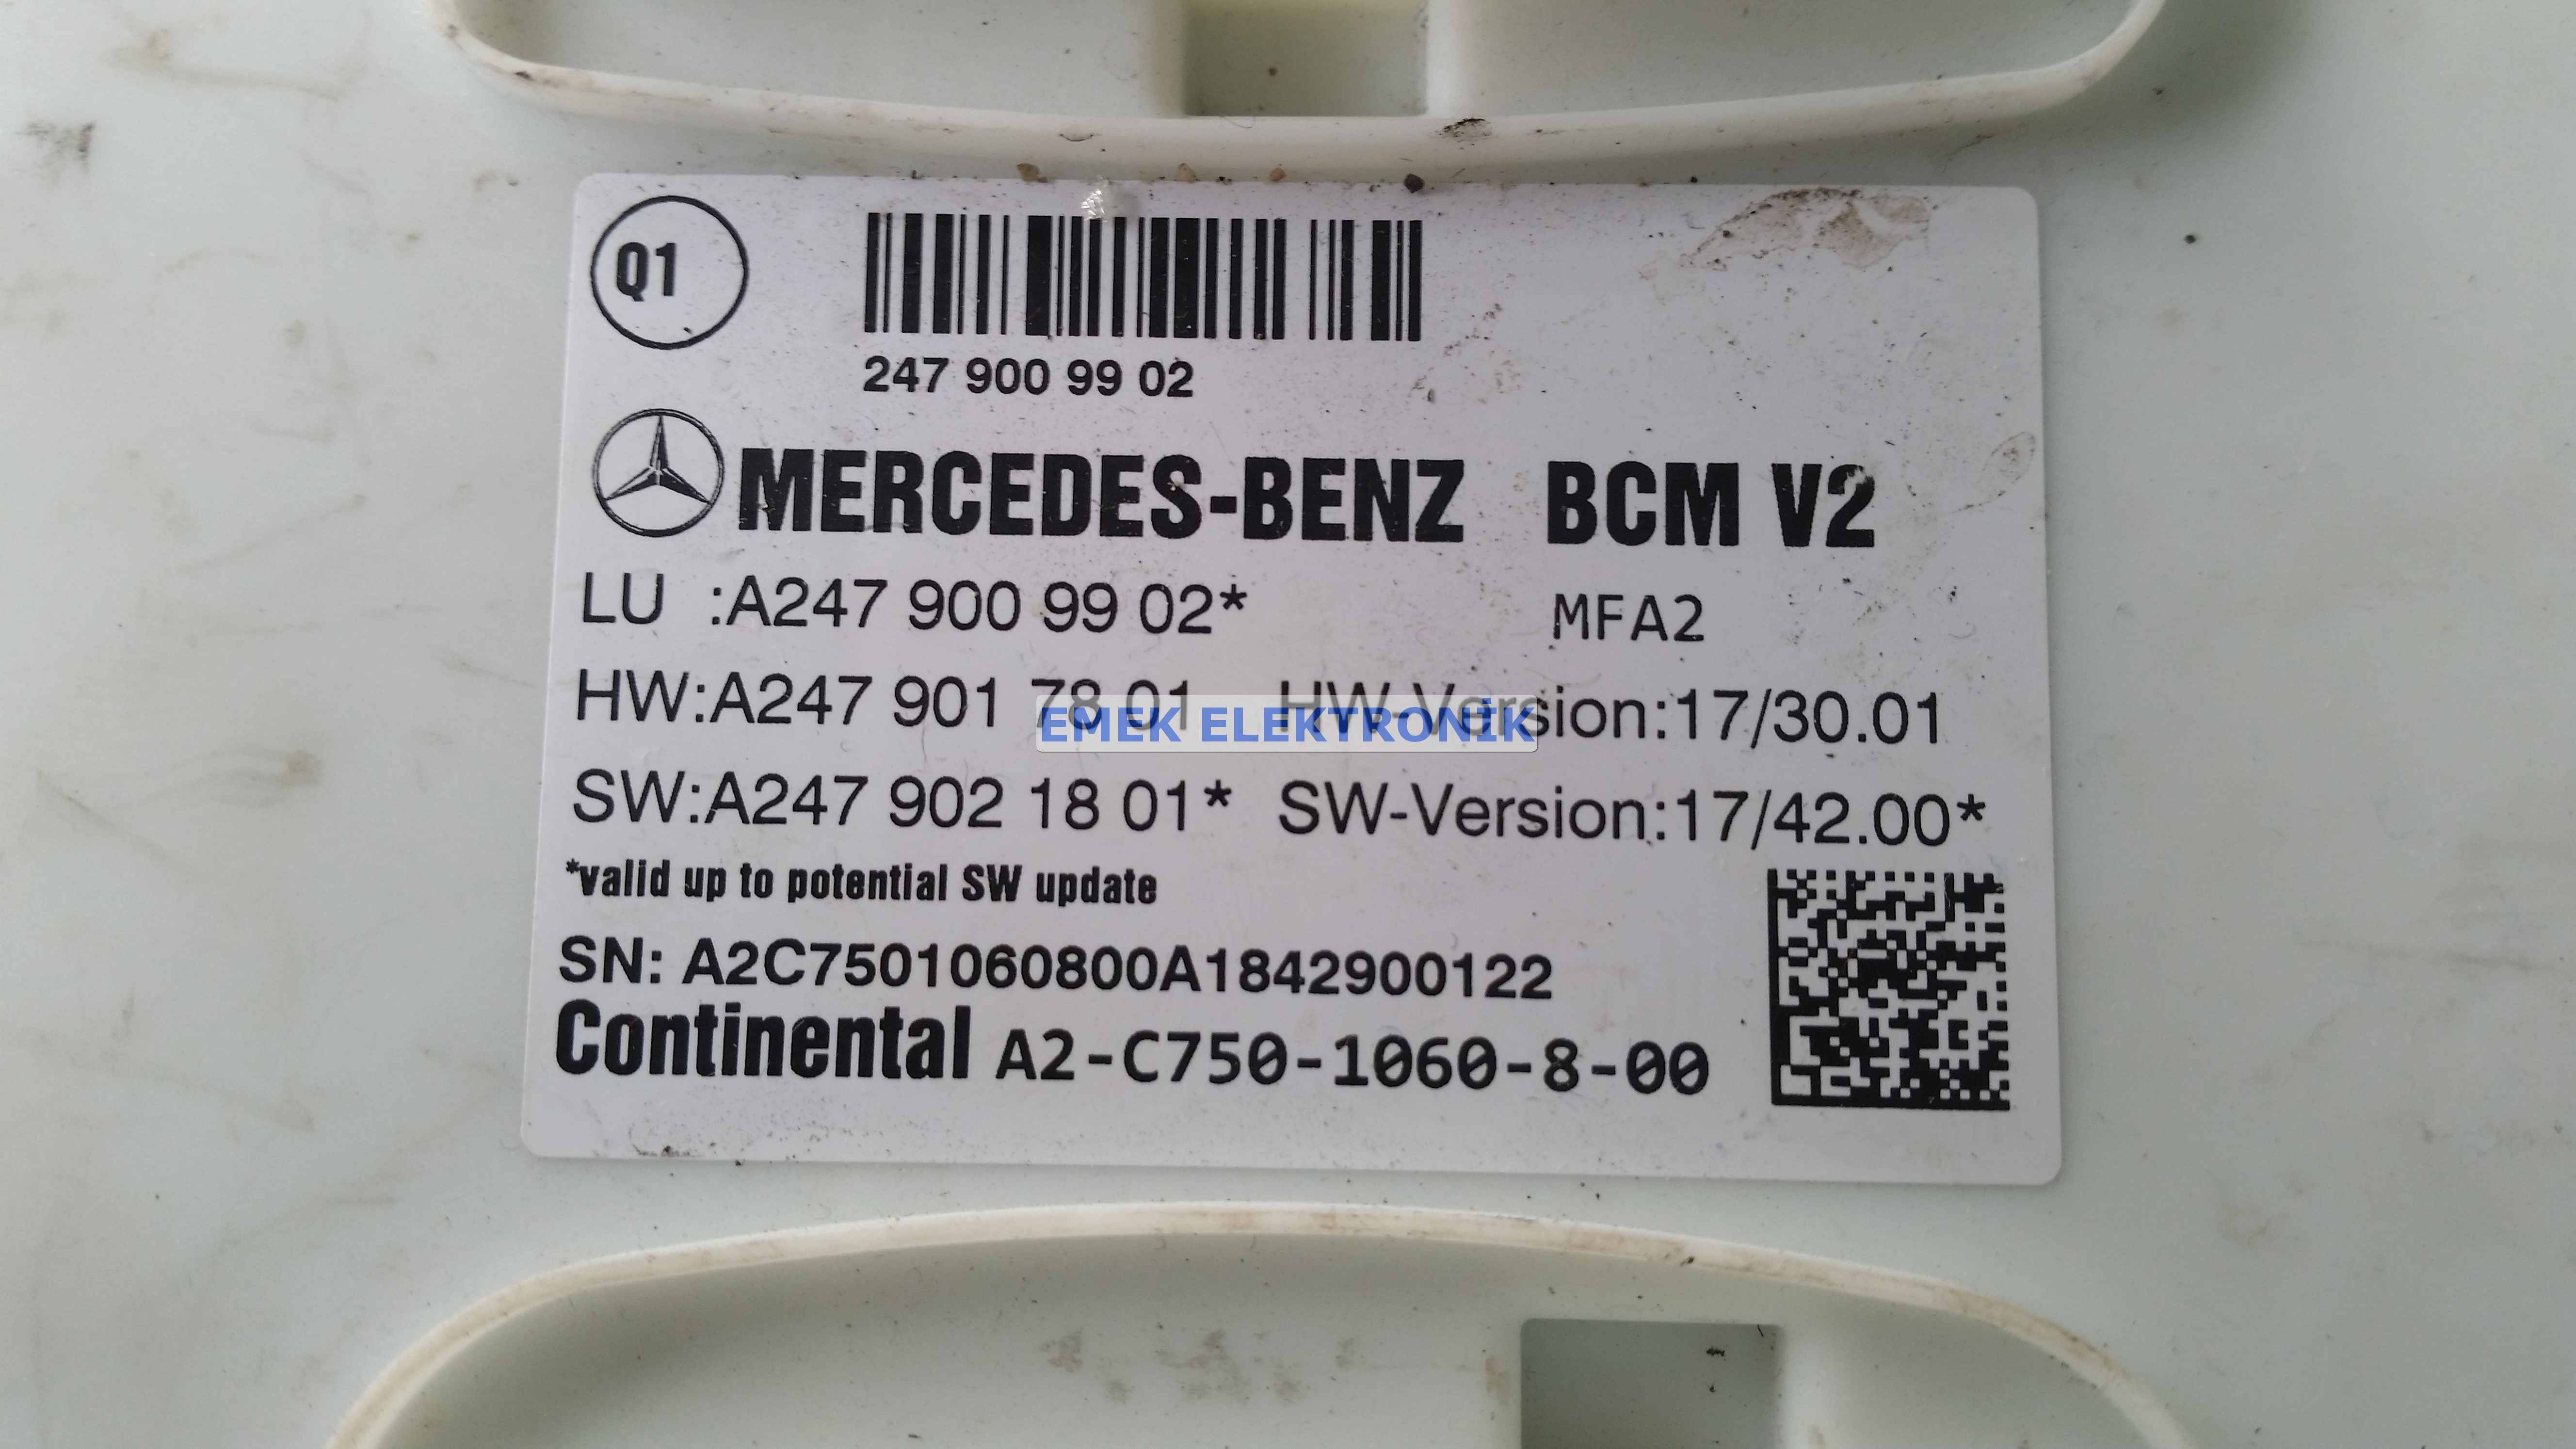 Q1
247 900 99 02
MERCEDES-BENZ BCM V2
LU :A247 900 99 02* MFA2
HW:A247 901 78 01 HW-Version:17/30.01
EMEK ELEKTRONİK
SW:A247 902 18 01* SW-Version:17/42.00*
*valid up to potential SW update
SN: A2C7501060800A1842900122
Continental A2-C750-1060-8-00